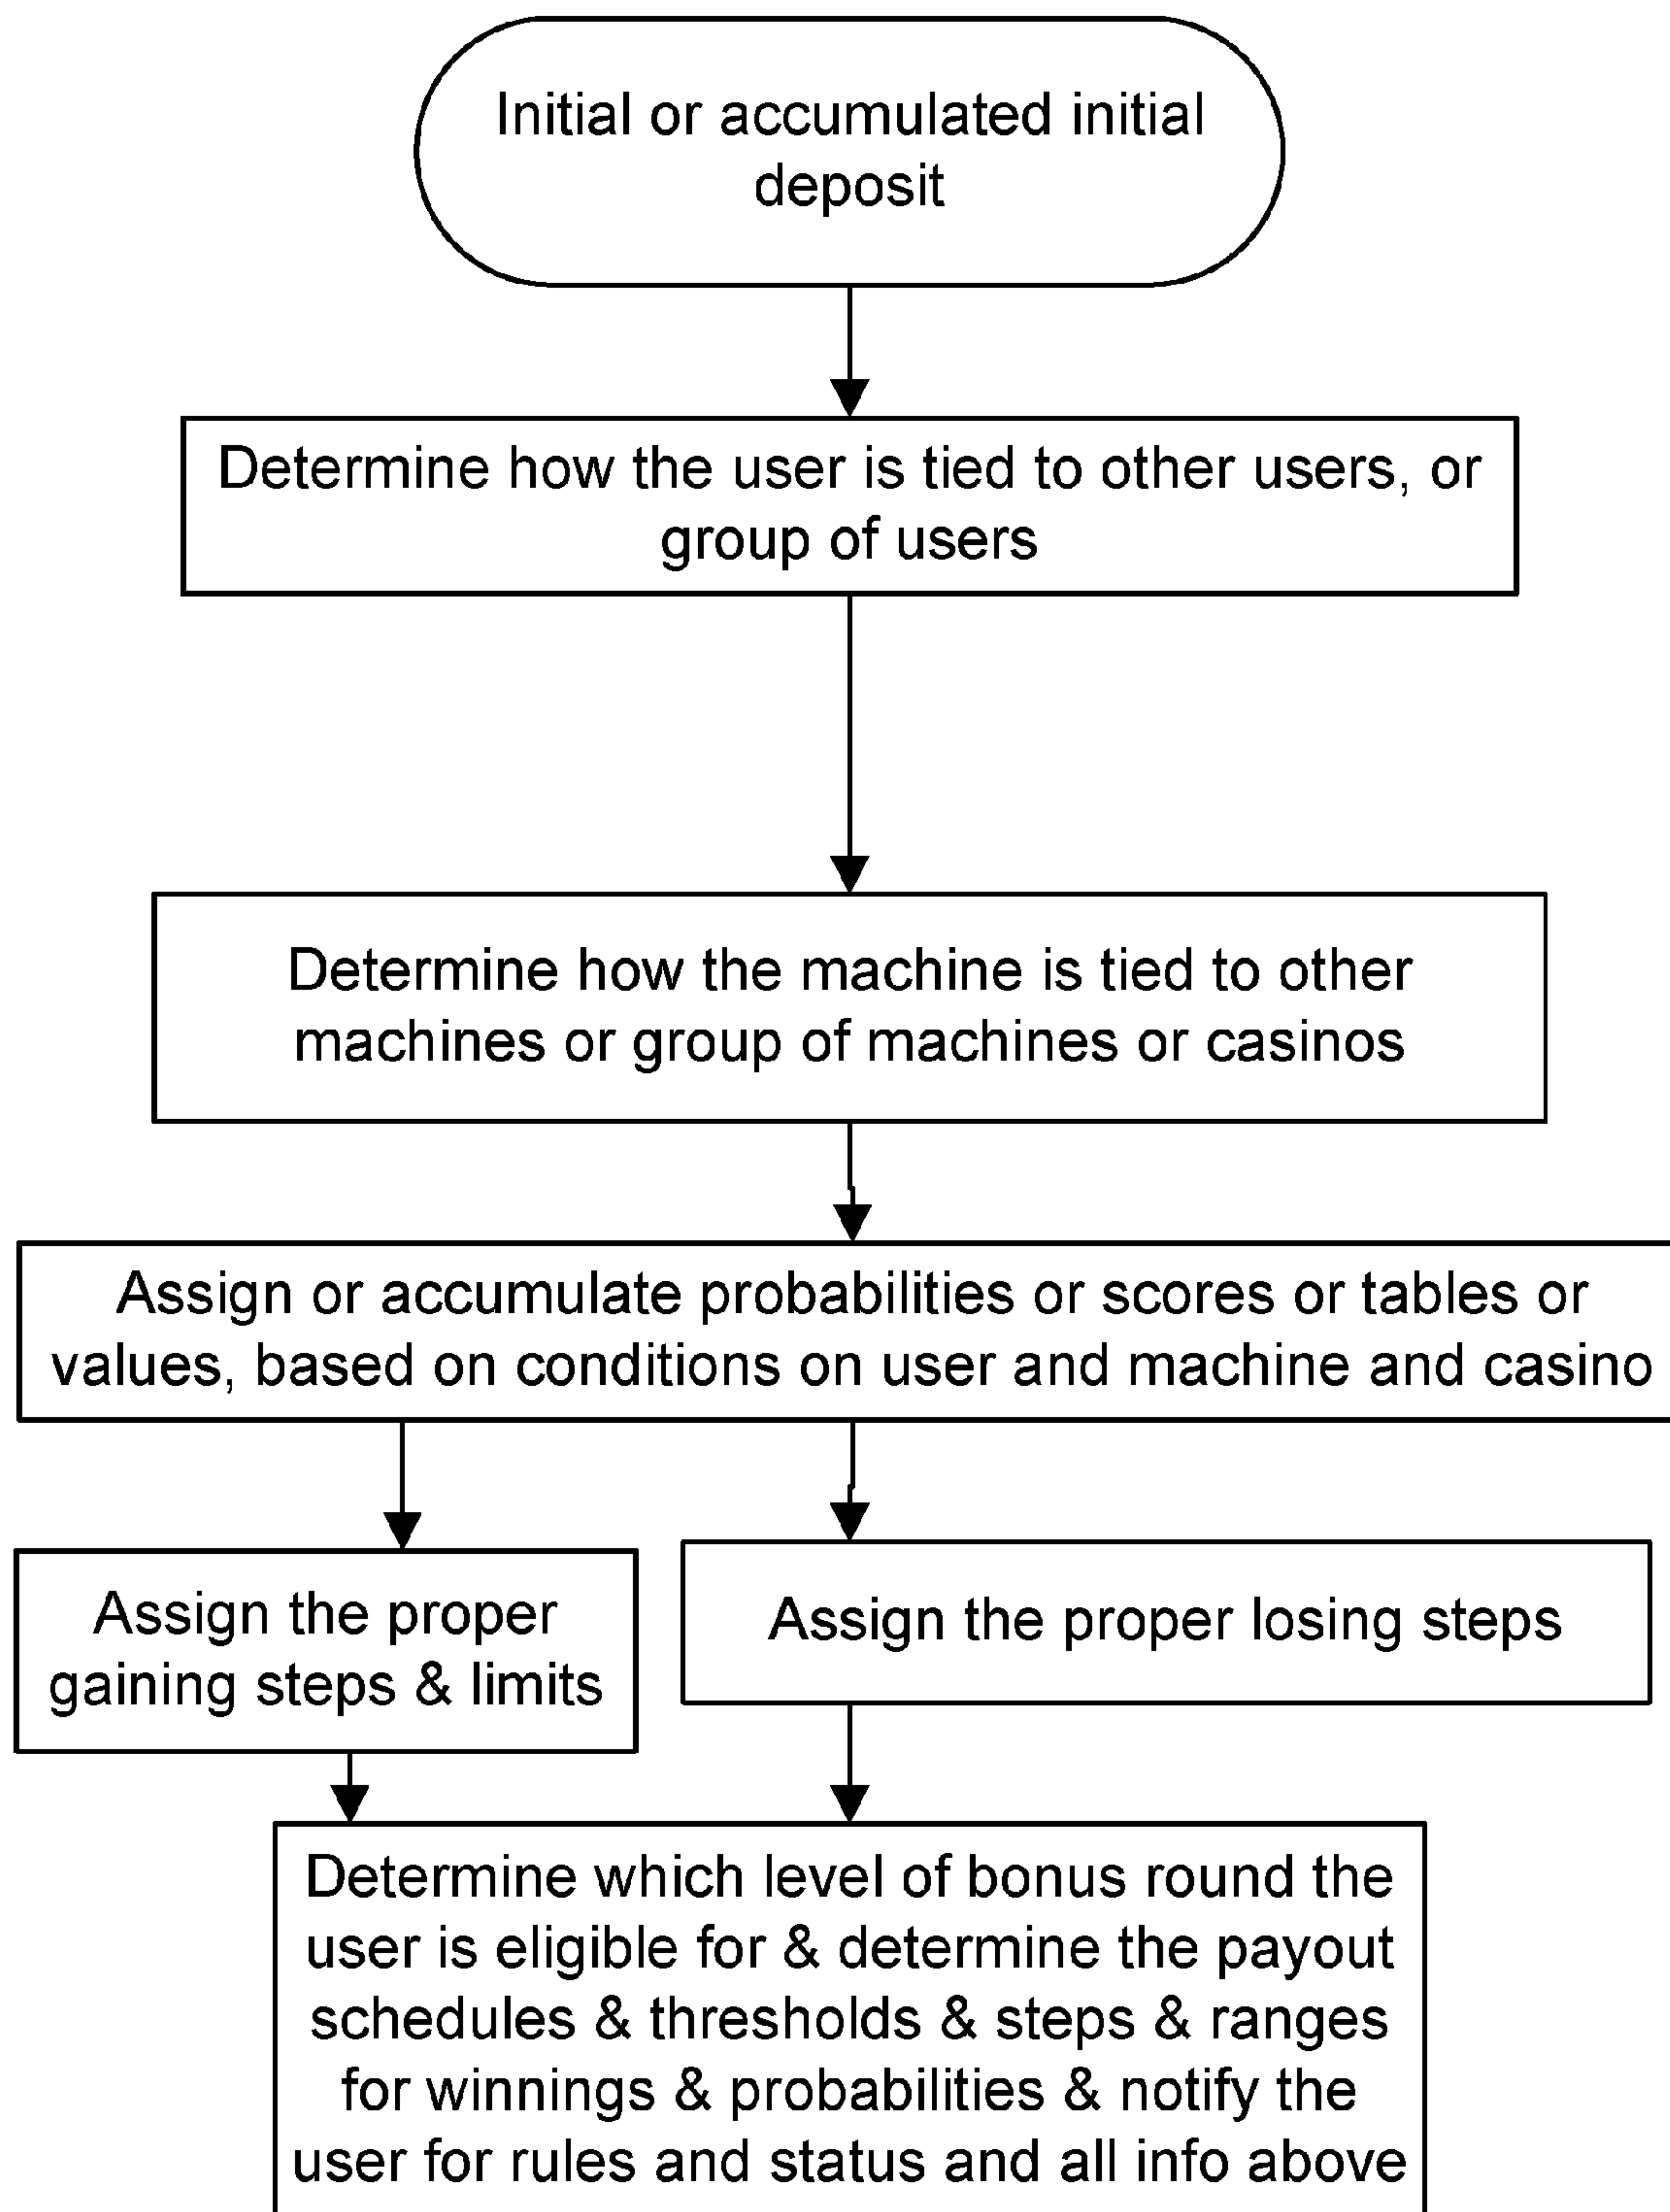 Initial or accumulated initial
deposit
Determine how the user is tied to other users, or
group of users
Determine how the machine is tied to other
machines or group of machines or casinos
Assign or accumulate probabilities or scores or tables or
values, based on conditions on user and machine and casino
Assign the proper
gaining steps & limits
Assign the proper losing steps
Determine which level of bonus round the
user is eligible for & determine the payout
schedules & thresholds & steps & ranges
for winnings & probabilities & notify the
user for rules and status and all info above